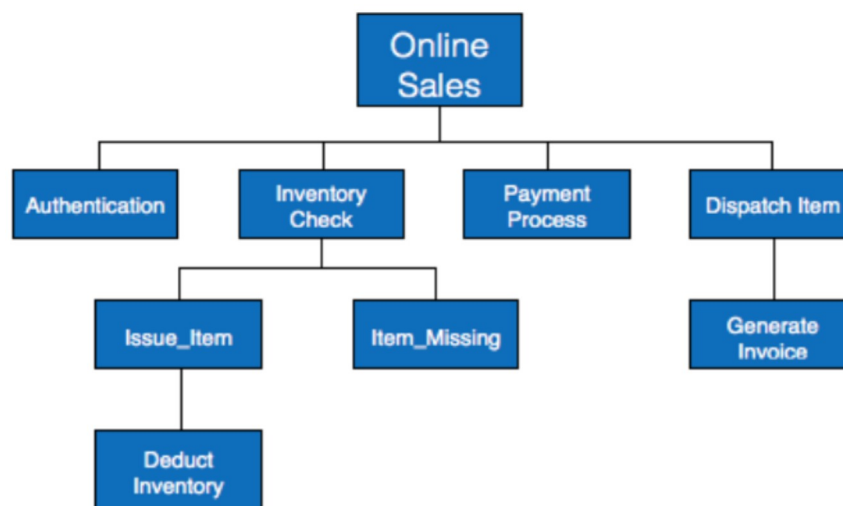 Online
Sales
Authentication
Inventory
Check
Payment
Process
Dispatch Item
Issue_Item
Item_Missing
Generate
Invoice
Deduct
Inventory